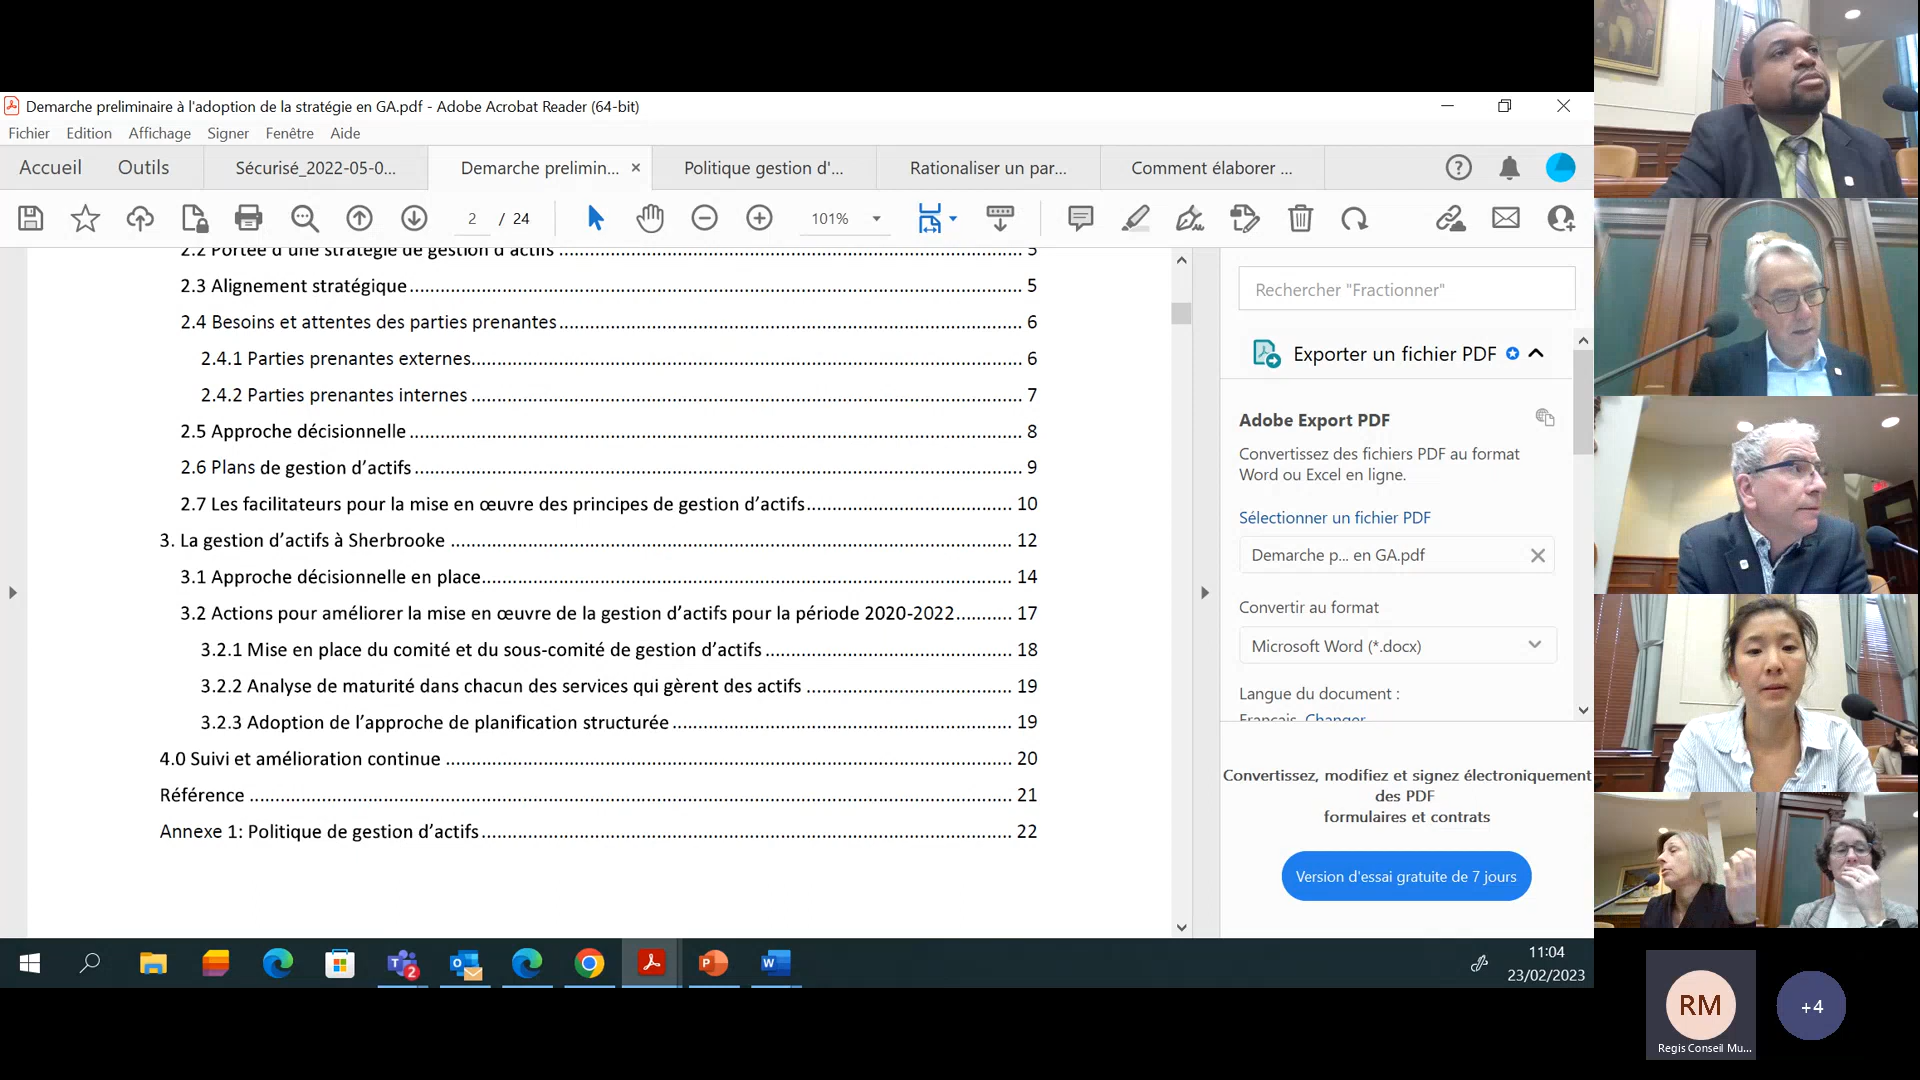 Demarche preliminaire à l'adoption de la stratégie en GA.pdf - Adobe Acrobat Reader (64-bit)
Fichier Edition Affichage Signer Fenêtre Aide
Accueil Outils Sécurisé_2022-05-0... Demarche prelimin... Politique gestion d'... Rationaliser un par... Comment élaborer ...
2 / 24 101%
2.2 Portée d'une stratégie de gestion d'actifs 5
2.3 Alignement stratégique 5
2.4 Besoins et attentes des parties prenantes 6
2.4.1 Parties prenantes externes 6
2.4.2 Parties prenantes internes 7
2.5 Approche décisionnelle 8
2.6 Plans de gestion d'actifs 9
2.7 Les facilitateurs pour la mise en œuvre des principes de gestion d'actifs 10
3. La gestion d'actifs à Sherbrooke 12
3.1 Approche décisionnelle en place 14
3.2 Actions pour améliorer la mise en œuvre de la gestion d'actifs pour la période 2020-2022 17
3.2.1 Mise en place du comité et du sous-comité de gestion d'actifs 18
3.2.2 Analyse de maturité dans chacun des services qui gèrent des actifs 19
3.2.3 Adoption de l'approche de planification structurée 19
4.0 Suivi et amélioration continue 20
Référence 21
Annexe 1: Politique de gestion d'actifs 22
Rechercher "Fractionner"
Exporter un fichier PDF
Adobe Export PDF
Convertissez des fichiers PDF au format
Word ou Excel en ligne.
Sélectionner un fichier PDF
Demarche p... en GA.pdf
Convertir au format
Microsoft Word (*.docx)
Langue du document :
Français Changer
Convertissez, modifiez et signez électroniquement
des PDF
formulaires et contrats
Version d'essai gratuite de 7 jours
2
11:04
23/02/2023
RM
Regis Conseil Mu...
+4